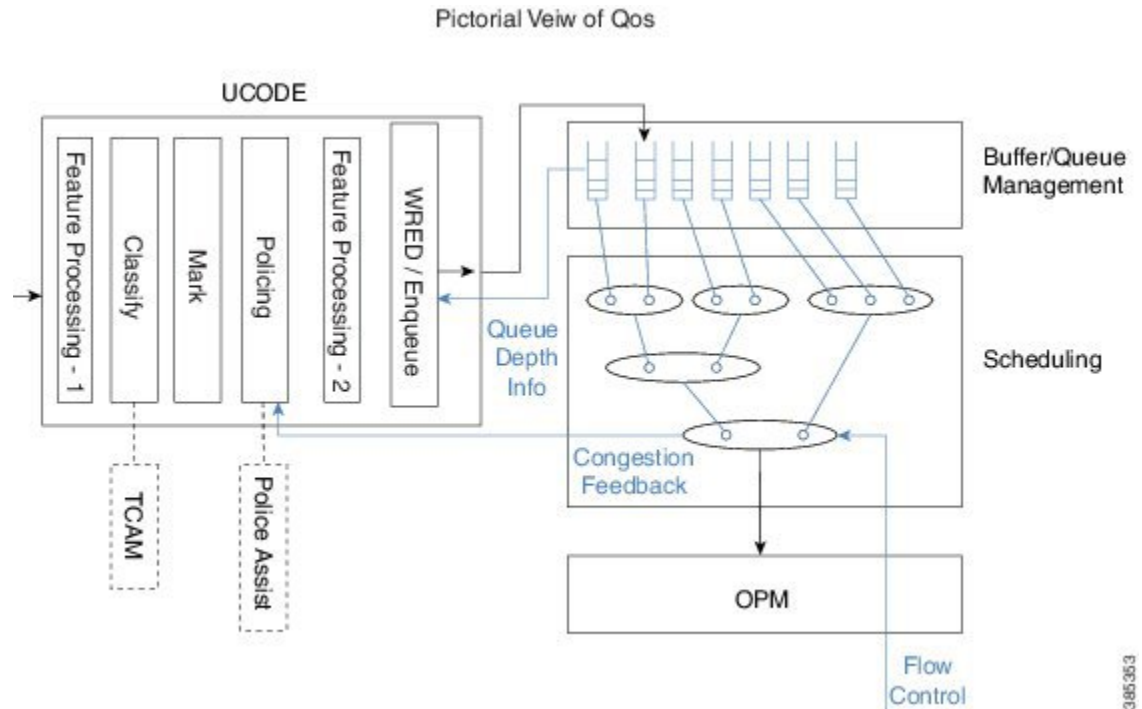 Pictorial Veiw of Qos
UCODE
Feature Processing - 1
Classify
Mark
Policing
Feature Processing - 2
WRED / Enqueue
TCAM
Police Assist
Queue
Depth
Info
Congestion
Feedback
Buffer/Queue
Management
Scheduling
OPM
Flow
Control
385363